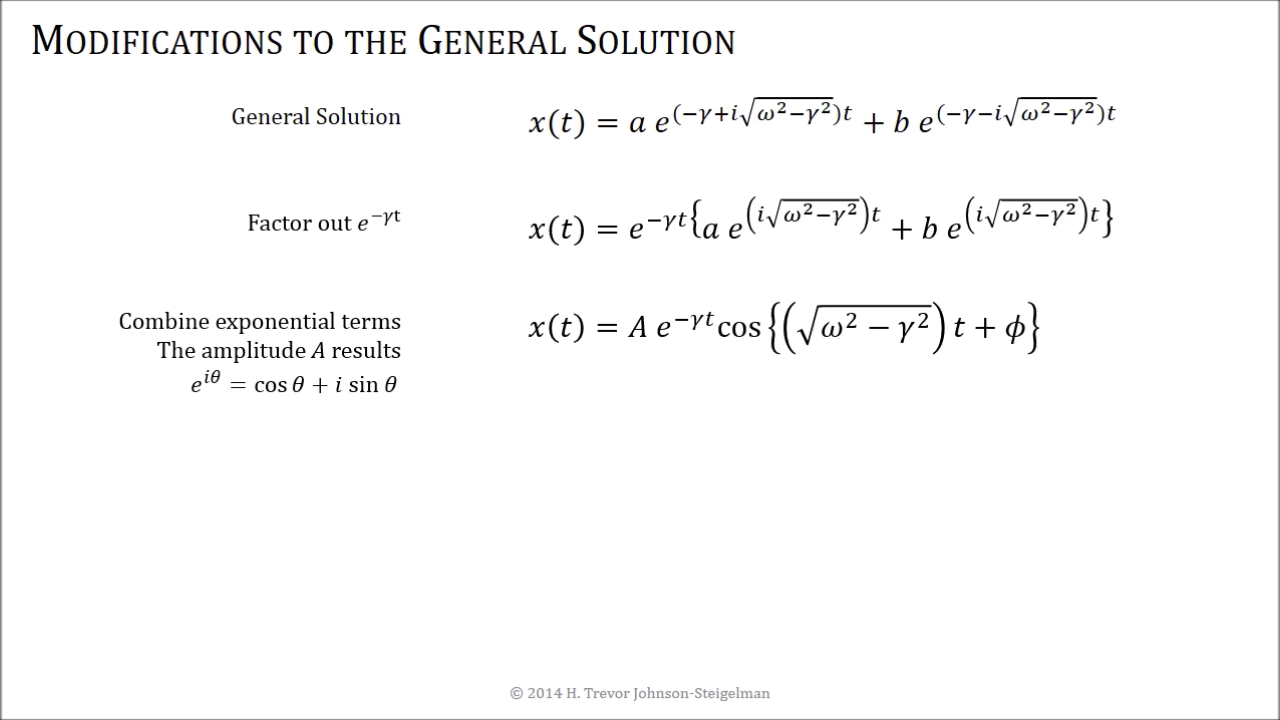 MODIFICATIONS TO THE GENERAL SOLUTION
General Solution x(t) = a e^{(−γ+i√(ω²−γ²))t} + b e^{(−γ−i√(ω²−γ²))t}
Factor out e^{−γt} x(t) = e^{−γt}{a e^{(i√(ω²−γ²))t} + b e^{(i√(ω²−γ²))t}}
Combine exponential terms x(t) = A e^{−γt} cos{(√(ω² − γ²)) t + ϕ}
The amplitude A results
e^{iθ} = cos θ + i sin θ
© 2014 H. Trevor Johnson-Steigelman